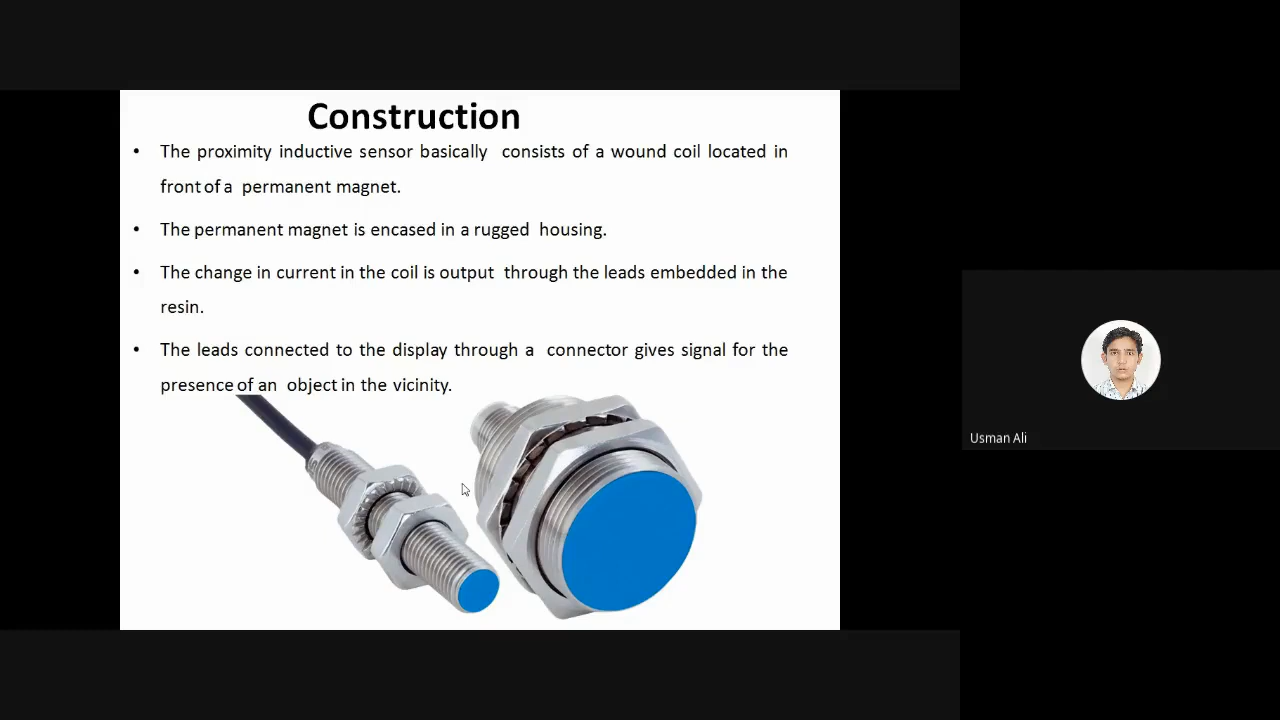 Construction
• The proximity inductive sensor basically consists of a wound coil located in
front of a permanent magnet.
• The permanent magnet is encased in a rugged housing.
• The change in current in the coil is output through the leads embedded in the
resin.
• The leads connected to the display through a connector gives signal for the
presence of an object in the vicinity.
Usman Ali